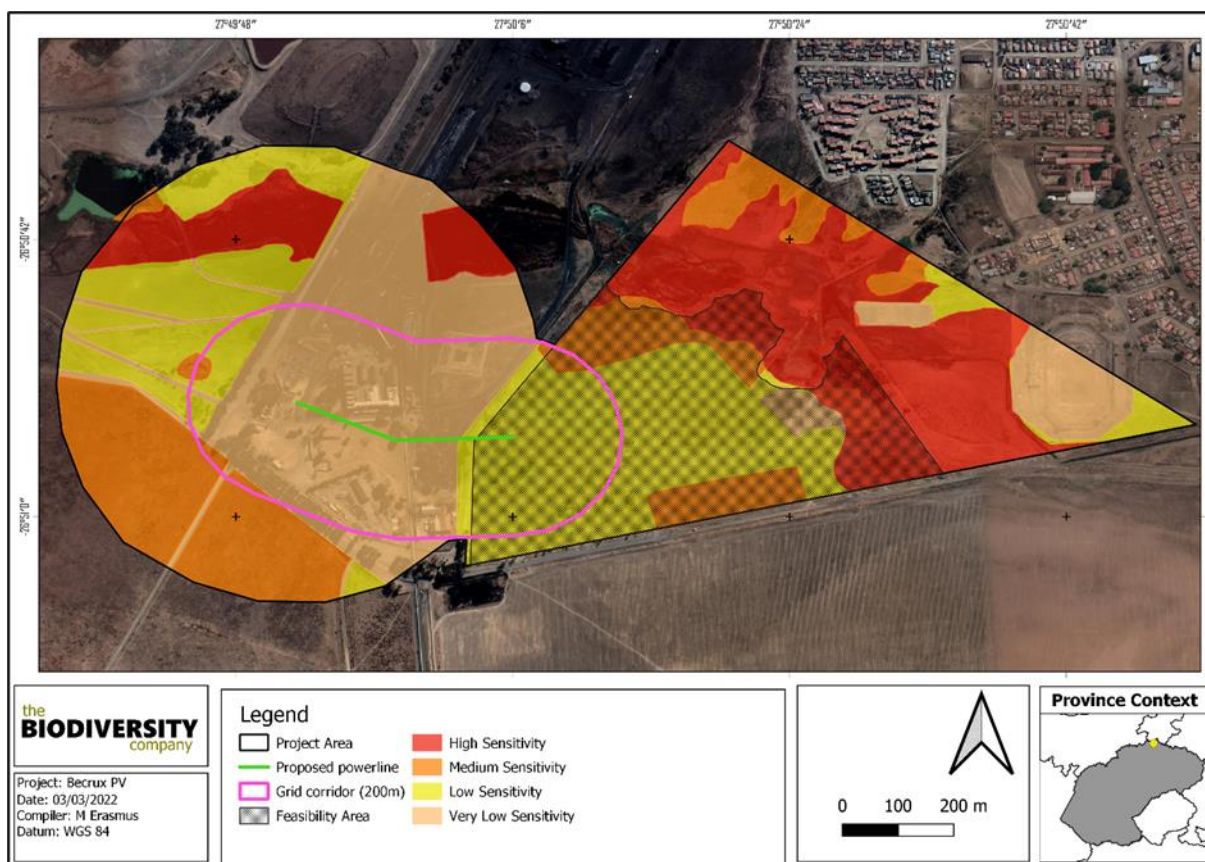 27°49'48" 27°50'6" 27°50'24" 27°50'42"
-26°50'42"
-26°51'0"
the
BIODIVERSITY
company
Project: Becrux PV
Date: 03/03/2022
Compiler: M Erasmus
Datum: WGS 84
Legend
Project Area
Proposed powerline
Grid corridor (200m)
Feasibility Area
High Sensitivity
Medium Sensitivity
Low Sensitivity
Very Low Sensitivity
0 100 200 m
Province Context